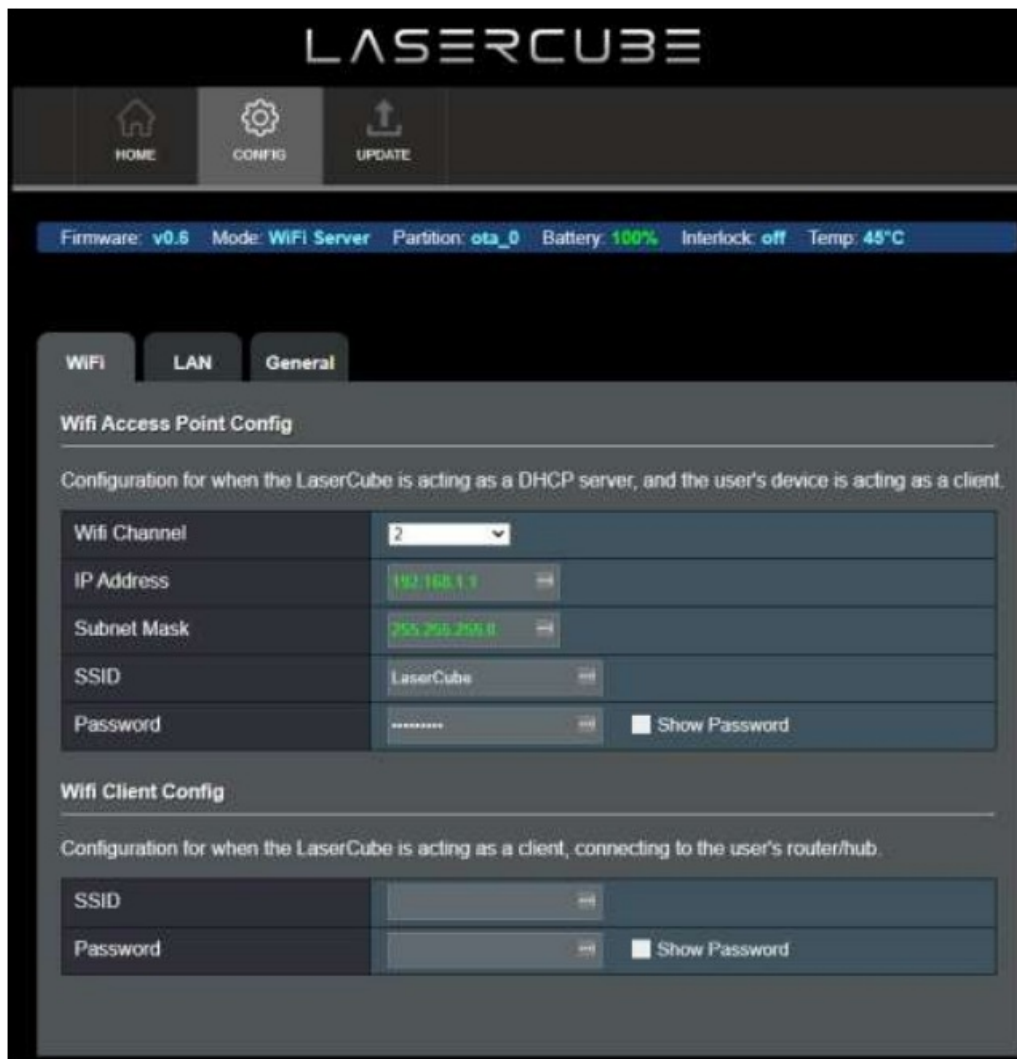 LASERCUBE
HOME CONFIG UPDATE
Firmware: v0.6 Mode: WiFi Server Partition: ota_0 Battery: 100% Interlock: off Temp: 45°C
WiFi LAN General
Wifi Access Point Config
Configuration for when the LaserCube is acting as a DHCP server, and the user's device is acting as a client.
Wifi Channel 2
IP Address 192.168.1.1
Subnet Mask 255.255.255.0
SSID LaserCube
Password ········· Show Password
Wifi Client Config
Configuration for when the LaserCube is acting as a client, connecting to the user's router/hub.
SSID
Password Show Password